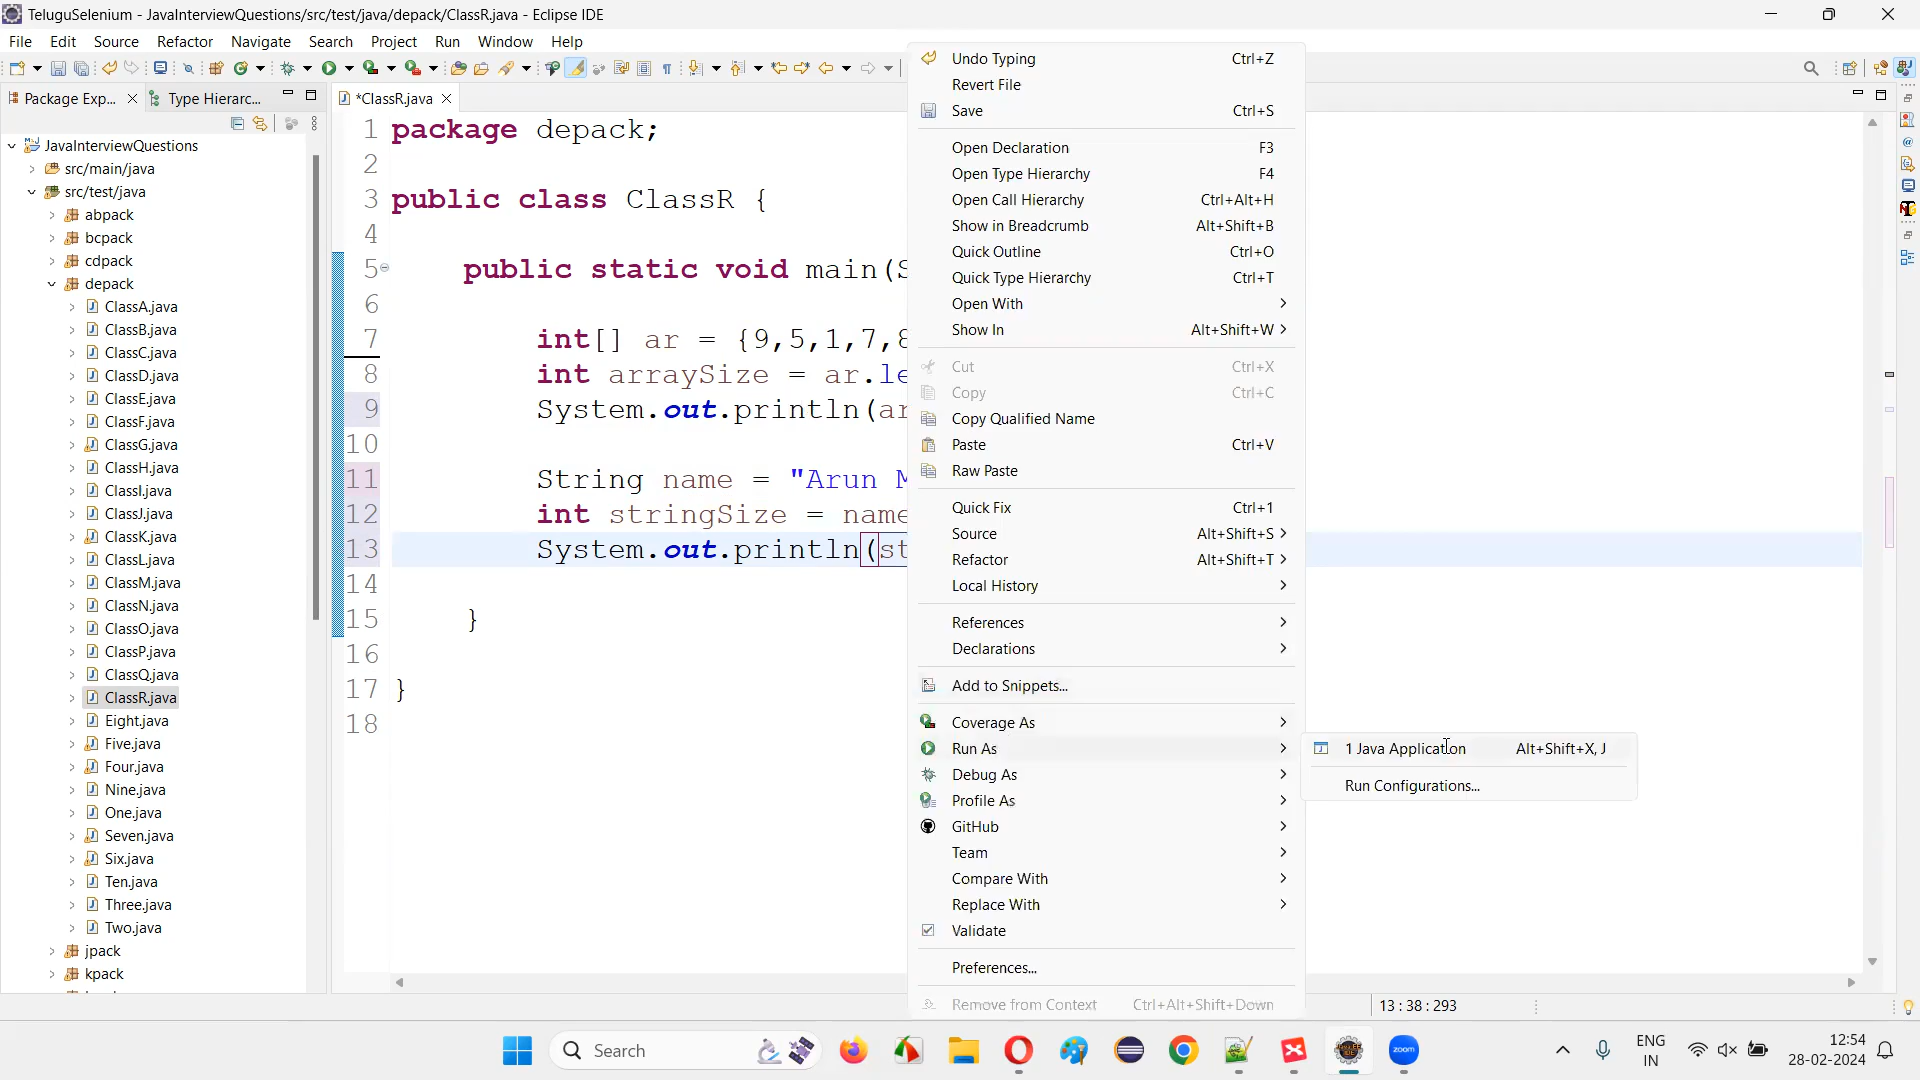 TeluguSelenium - JavaInterviewQuestions/src/test/java/depack/ClassR.java - Eclipse IDE
File Edit Source Refactor Navigate Search Project Run Window Help
Package Exp... Type Hierarc...
JavaInterviewQuestions
src/main/java
src/test/java
abpack
bcpack
cdpack
depack
ClassA.java
ClassB.java
ClassC.java
ClassD.java
ClassE.java
ClassF.java
ClassG.java
ClassH.java
ClassI.java
ClassJ.java
ClassK.java
ClassL.java
ClassM.java
ClassN.java
ClassO.java
ClassP.java
ClassQ.java
ClassR.java
Eight.java
Five.java
Four.java
Nine.java
One.java
Seven.java
Six.java
Ten.java
Three.java
Two.java
jpack
kpack
*ClassR.java
1 package depack;
2
3 public class ClassR {
4
5 public static void main(S
6
7 int[] ar = {9,5,1,7,8
8 int arraySize = ar.le
9 System.out.println(ar
10
11 String name = "Arun M
12 int stringSize = name
13 System.out.println(st
14
15 }
16
17 }
18
Undo Typing Ctrl+Z
Revert File
Save Ctrl+S
Open Declaration F3
Open Type Hierarchy F4
Open Call Hierarchy Ctrl+Alt+H
Show in Breadcrumb Alt+Shift+B
Quick Outline Ctrl+O
Quick Type Hierarchy Ctrl+T
Open With
Show In Alt+Shift+W
Cut Ctrl+X
Copy Ctrl+C
Copy Qualified Name
Paste Ctrl+V
Raw Paste
Quick Fix Ctrl+1
Source Alt+Shift+S
Refactor Alt+Shift+T
Local History
References
Declarations
Add to Snippets...
Coverage As
Run As
Debug As
Profile As
GitHub
Team
Compare With
Replace With
Validate
Preferences...
Remove from Context Ctrl+Alt+Shift+Down
1 Java Application Alt+Shift+X, J
Run Configurations...
13 : 38 : 293
Search
zoom
ENG
IN
12:54
28-02-2024